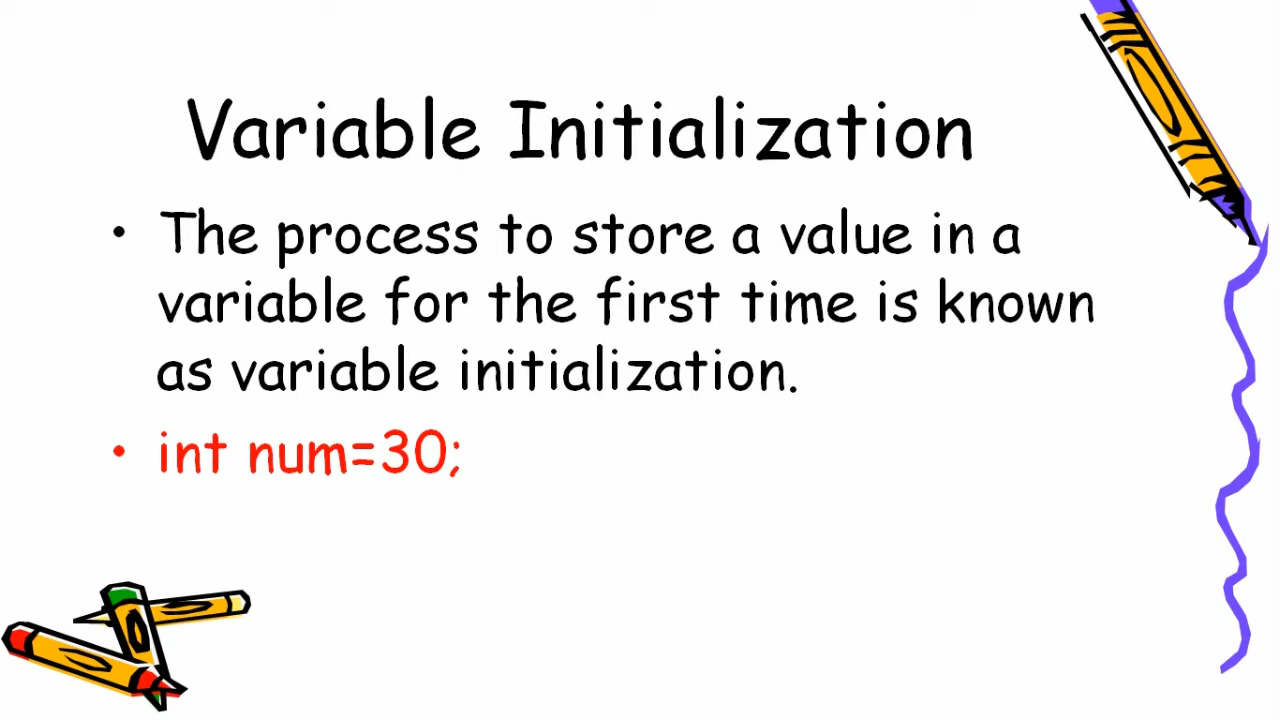 Variable Initialization
• The process to store a value in a
variable for the first time is known
as variable initialization.
• int num=30;